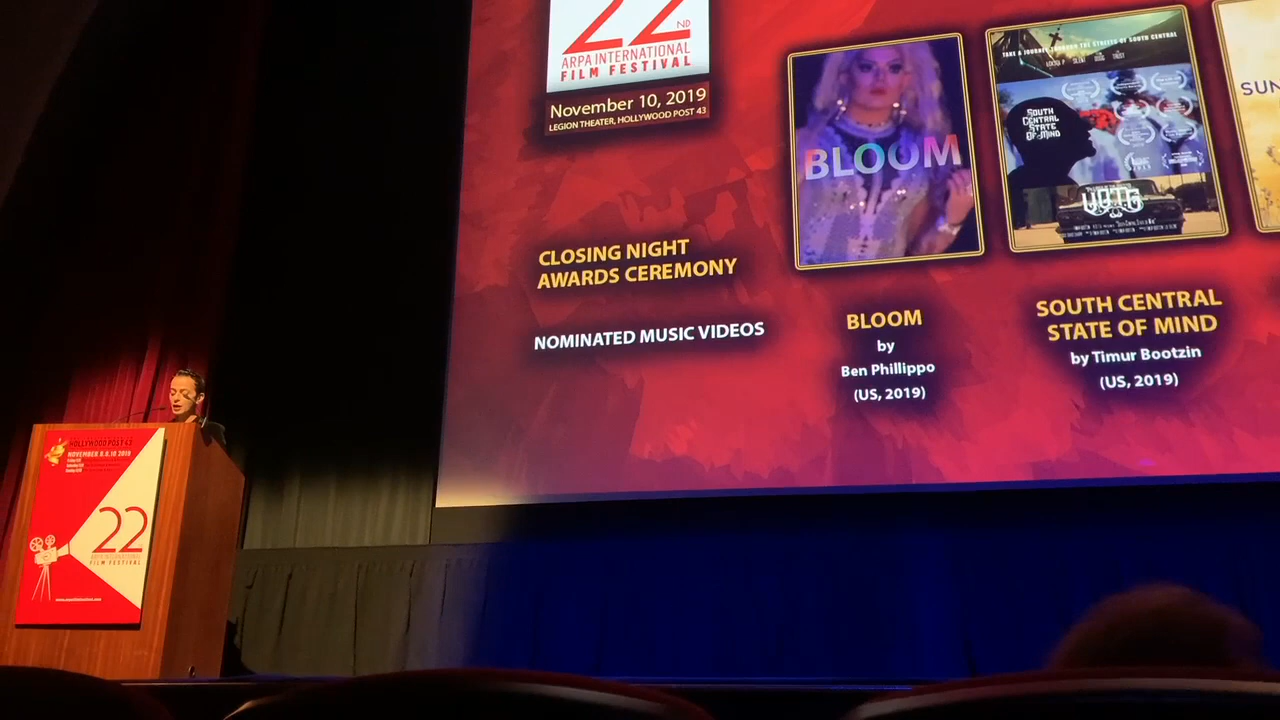 22ND
ARPA INTERNATIONAL
FILM FESTIVAL
November 10, 2019
LEGION THEATER, HOLLYWOOD POST 43
CLOSING NIGHT
AWARDS CEREMONY
NOMINATED MUSIC VIDEOS
BLOOM
BLOOM
by
Ben Phillippo
(US, 2019)
TAKE A JOURNEY THROUGH THE STREETS OF SOUTH CENTRAL
SOUTH
CENTRAL
STATE
OF MIND
SOUTH CENTRAL
STATE OF MIND
by Timur Bootzin
(US, 2019)
SUN
HOLLYWOOD POST 43
NOVEMBER 8.9.10 2019
22
ARPA INTERNATIONAL
FILM FESTIVAL